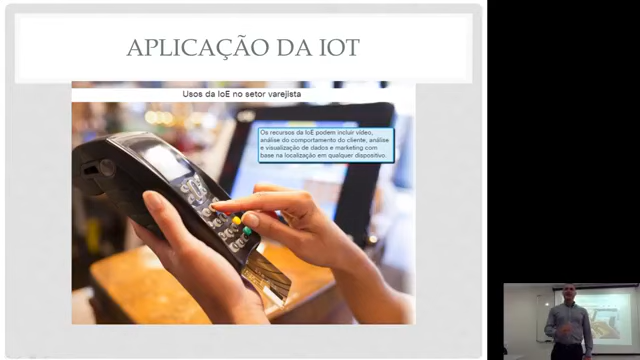 APLICAÇÃO DA IOT
Usos da IoE no setor varejista
Os recursos da IoE podem incluir vídeo,
análise do comportamento do cliente, análise
e visualização de dados e marketing com
base na localização em qualquer dispositivo.